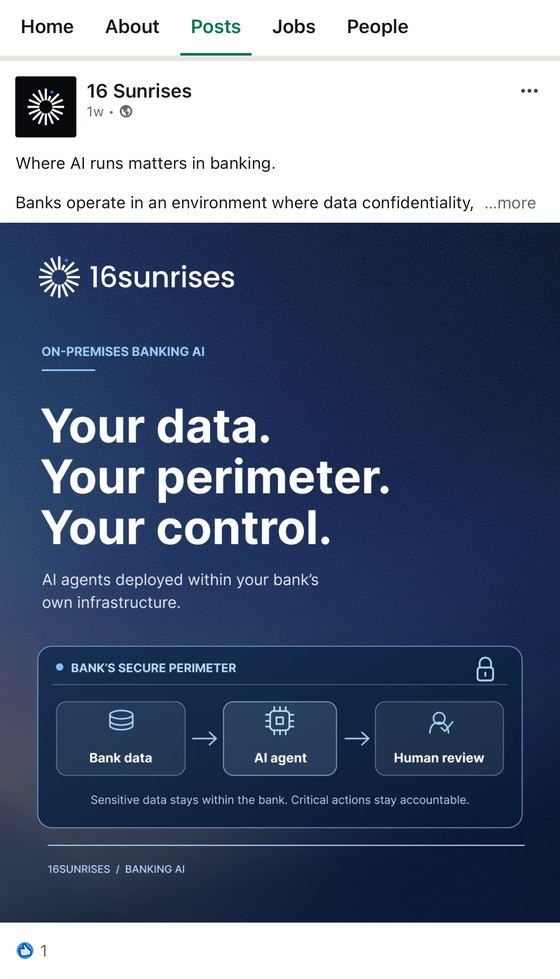 Home About Posts Jobs People
16 Sunrises
1w •
Where AI runs matters in banking.
Banks operate in an environment where data confidentiality, ...more
16sunrises
ON-PREMISES BANKING AI
Your data.
Your perimeter.
Your control.
AI agents deployed within your bank’s
own infrastructure.
BANK’S SECURE PERIMETER
Bank data
AI agent
Human review
Sensitive data stays within the bank. Critical actions stay accountable.
16SUNRISES / BANKING AI
1